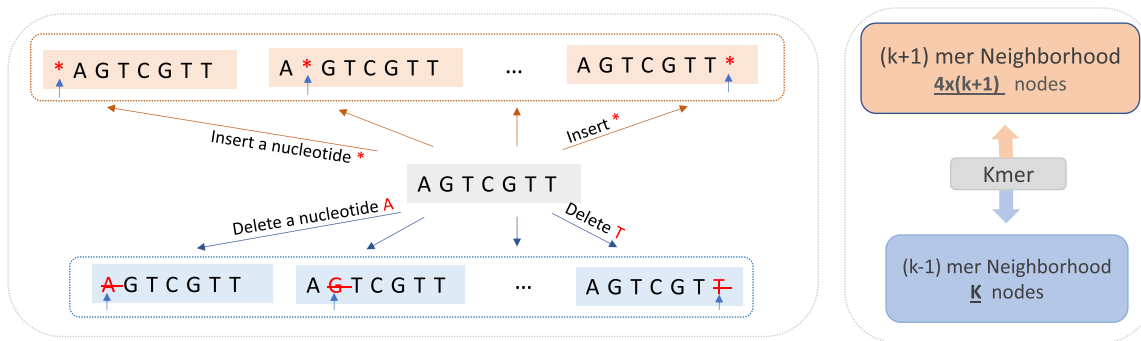 * A G T C G T T
A * G T C G T T
...
A G T C G T T *
Insert a nucleotide *
Insert *
A G T C G T T
Delete a nucleotide A
Delete T
A G T C G T T
A G T C G T T
...
A G T C G T T
(k+1) mer Neighborhood
4x(k+1) nodes
Kmer
(k-1) mer Neighborhood
K nodes